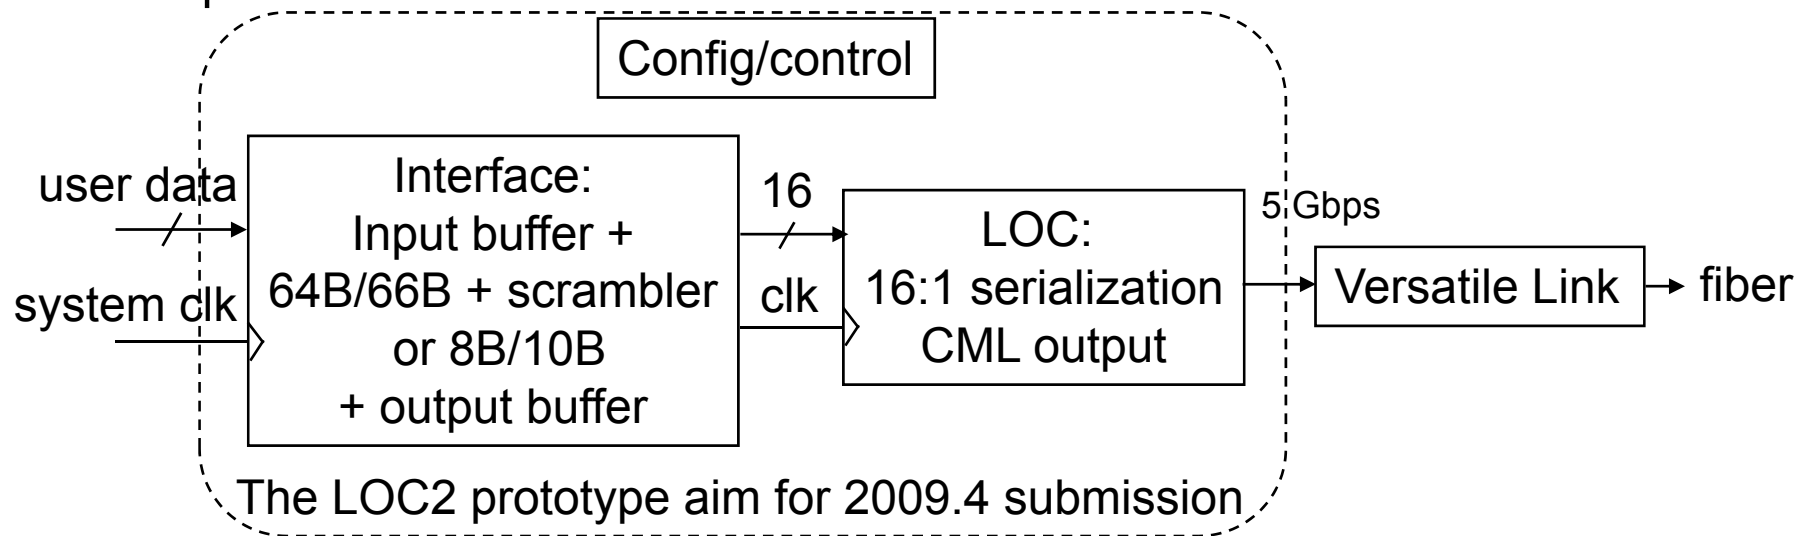 Config/control
user data
system clk
Interface:
Input buffer +
64B/66B + scrambler
or 8B/10B
+ output buffer
16
clk
LOC:
16:1 serialization
CML output
5 Gbps
Versatile Link
fiber
The LOC2 prototype aim for 2009.4 submission